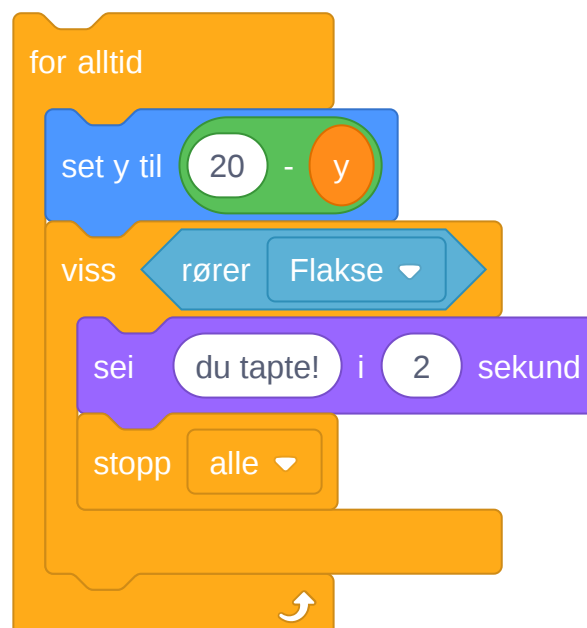 for alltid
set y til 20 - y
viss rører Flakse
sei du tapte! i 2 sekund
stopp alle